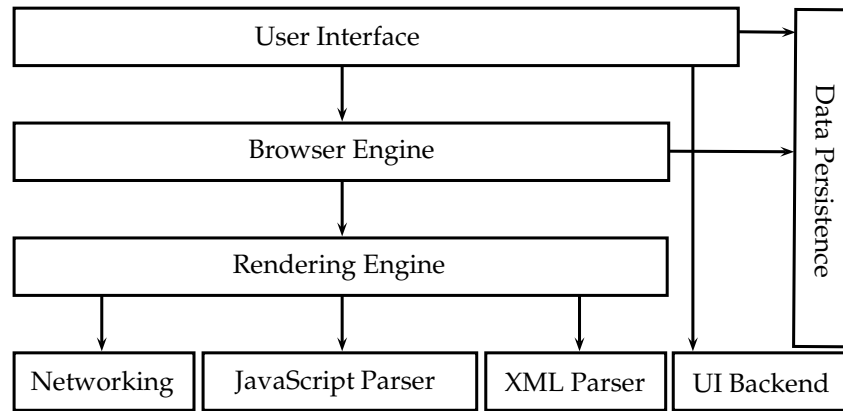 User Interface
Data Persistence
Browser Engine
Rendering Engine
Networking
JavaScript Parser
XML Parser
UI Backend